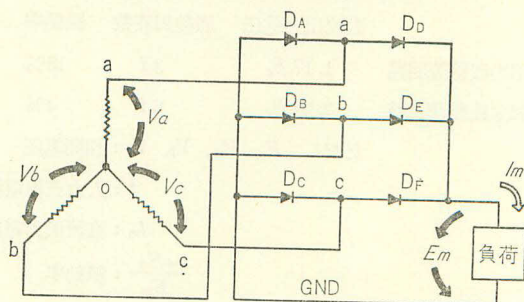 DA a DD
a
Va
DB b DE
Vb Vc
o
DC c DF
Im
b c
Em 負荷
GND